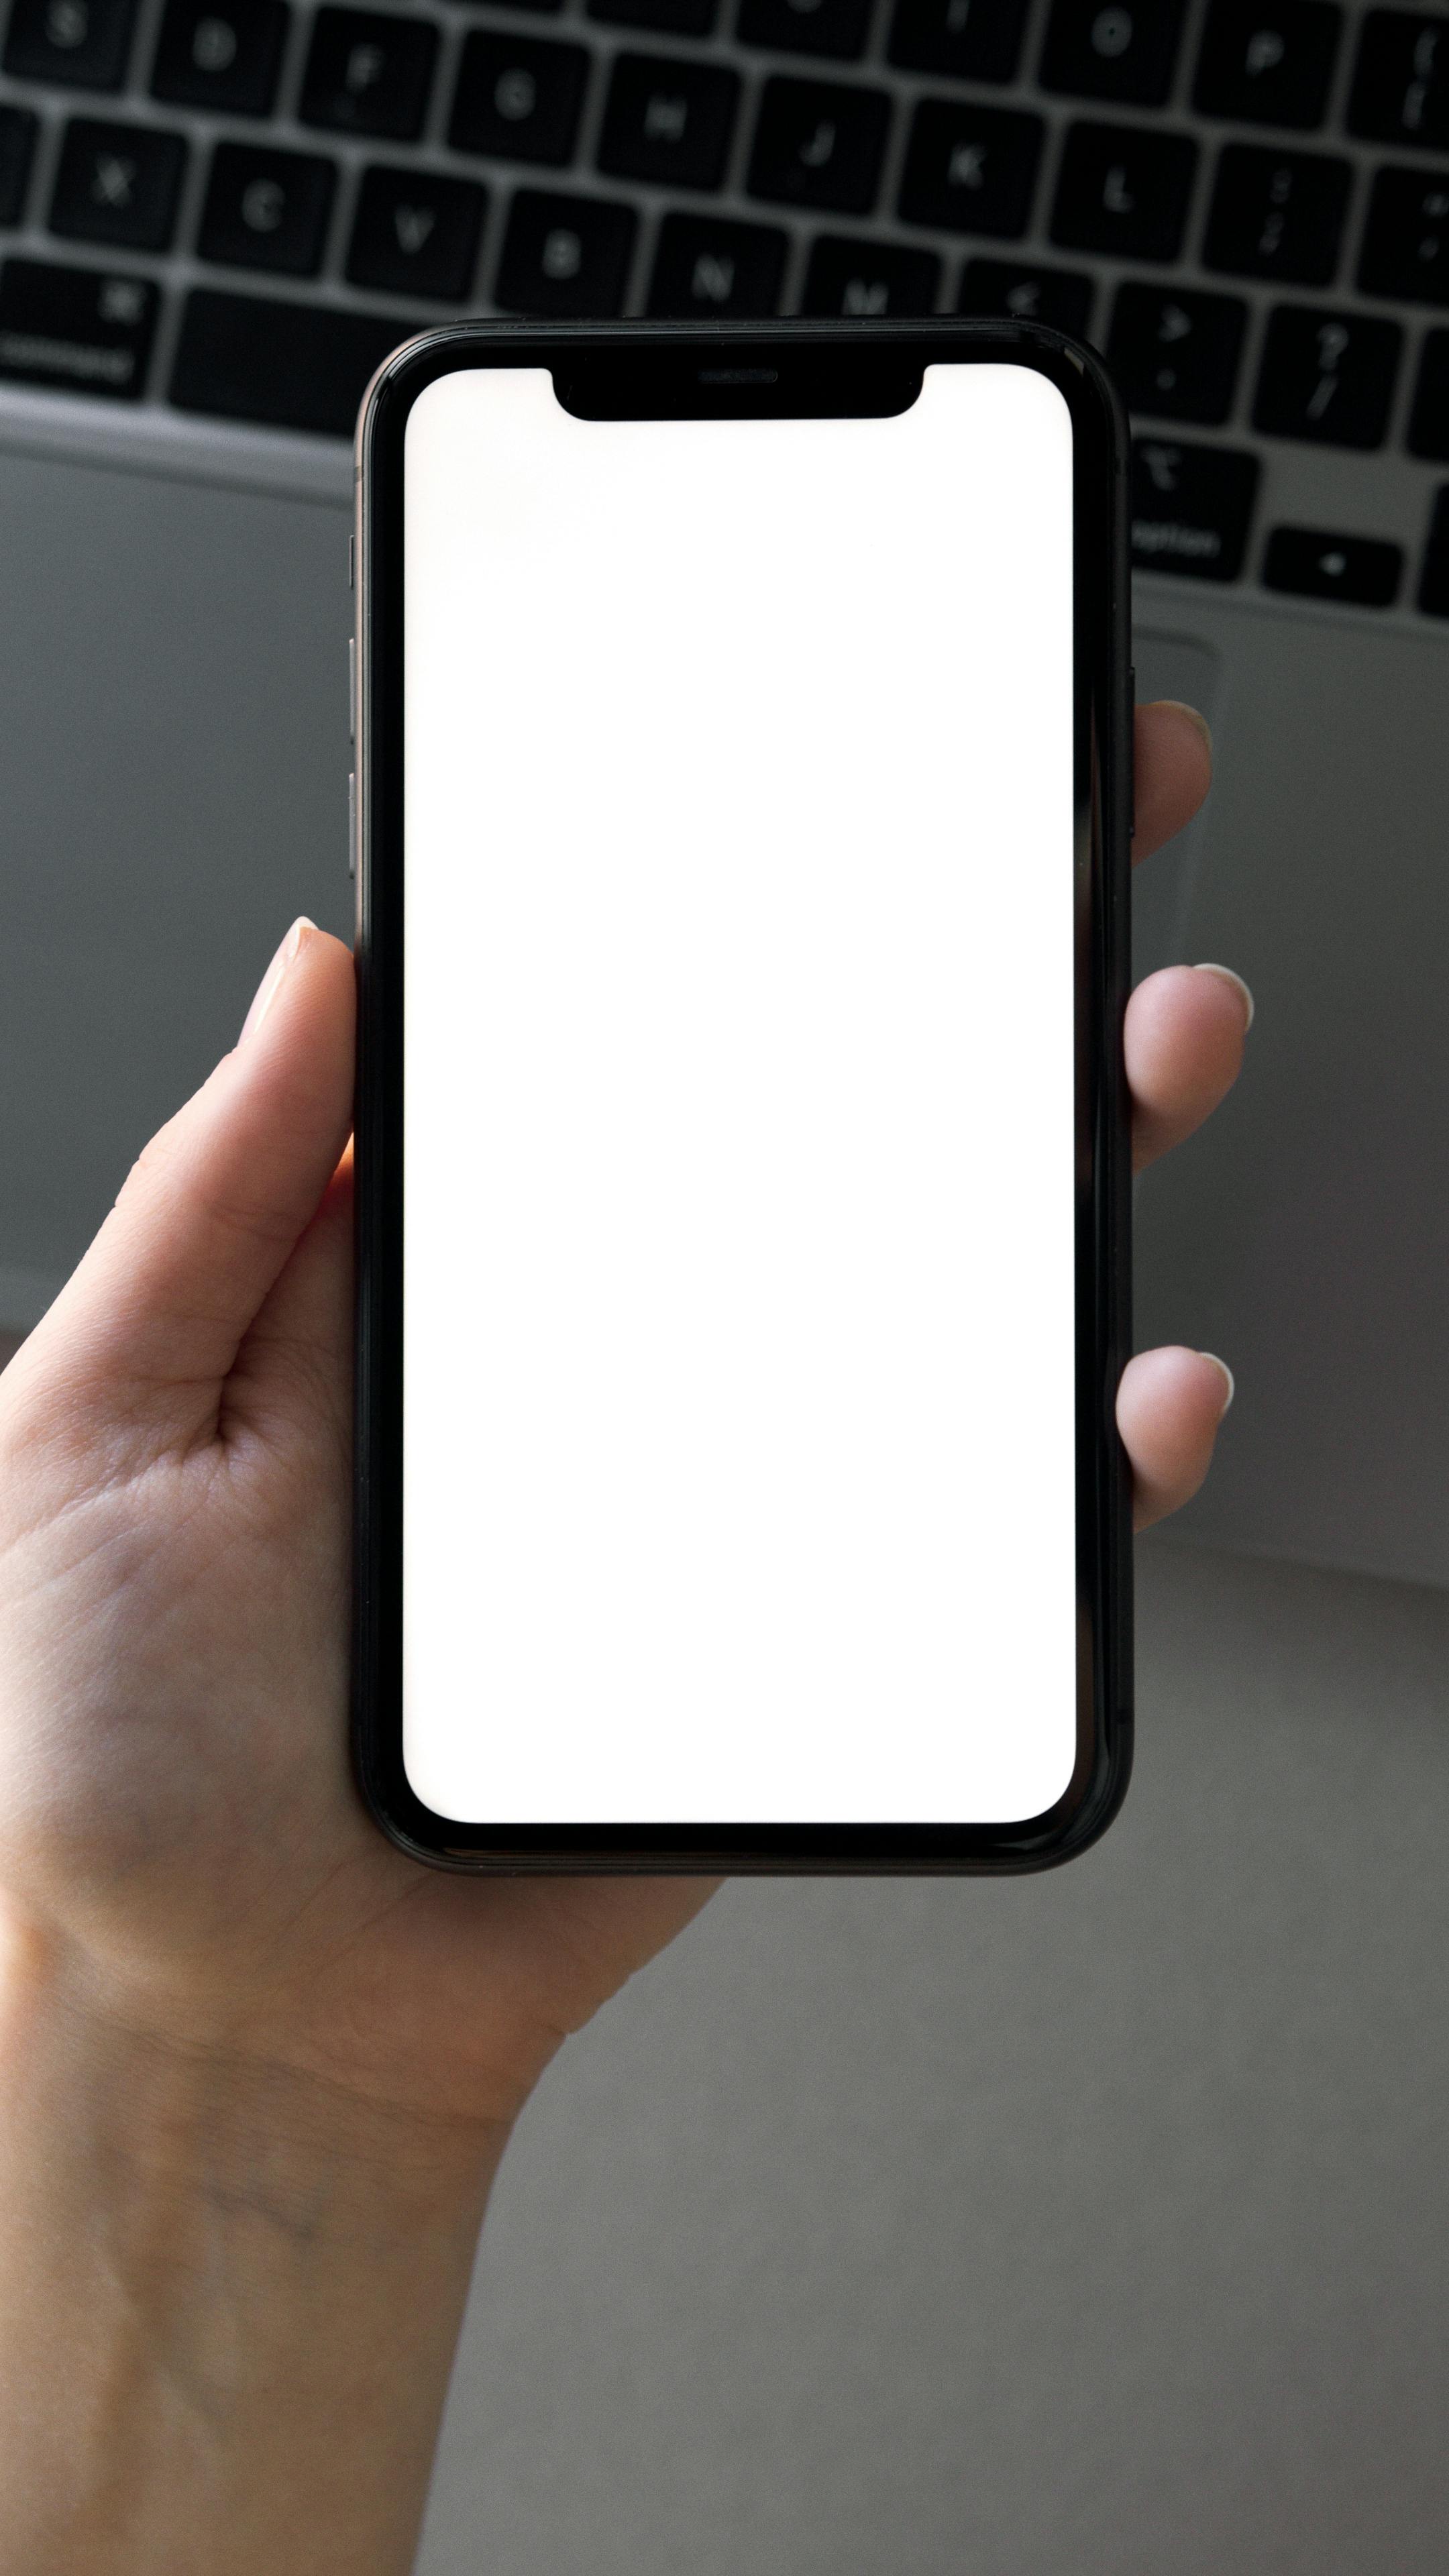 S D F G H J K L : ;
I O P { [
X C V B N M < > . ? /
⌘
command
⌥
option
◀